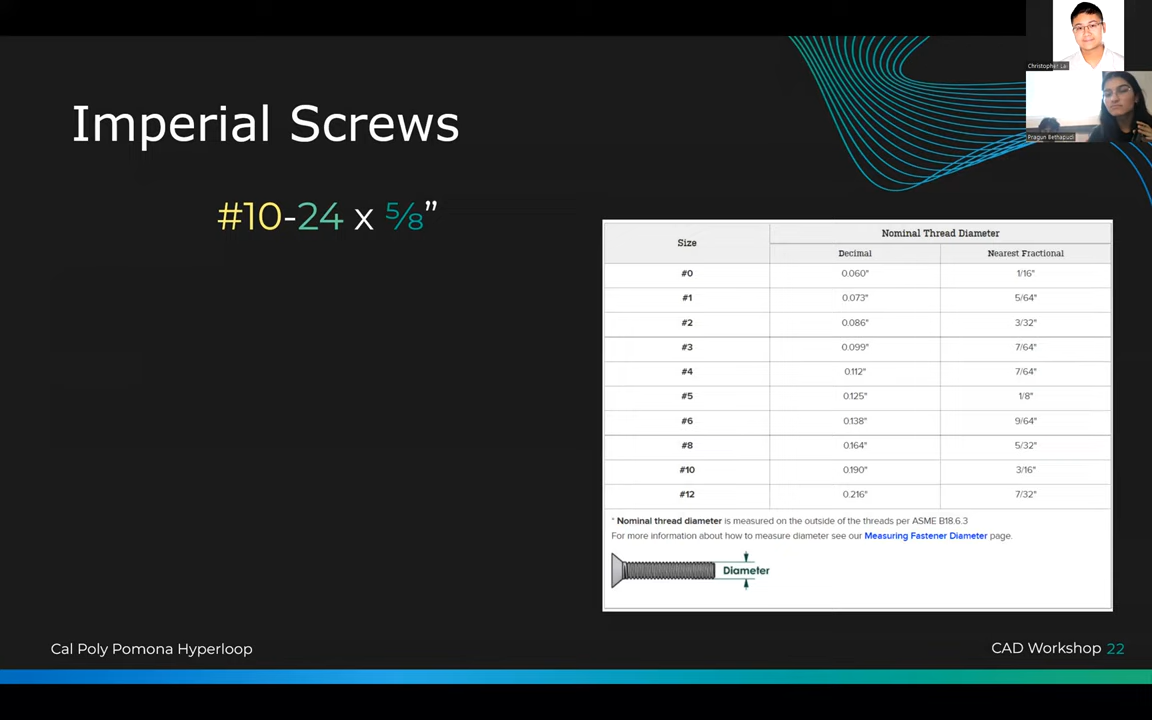 Christopher La
Pragun Bethapudi
Imperial Screws
#10-24 x ⅝”
Size
Nominal Thread Diameter
Decimal
Nearest Fractional
#0 0.060" 1/16"
#1 0.073" 5/64"
#2 0.086" 3/32"
#3 0.099" 7/64"
#4 0.112" 7/64"
#5 0.125" 1/8"
#6 0.138" 9/64"
#8 0.164" 5/32"
#10 0.190" 3/16"
#12 0.216" 7/32"
* Nominal thread diameter is measured on the outside of the threads per ASME B18.6.3
For more information about how to measure diameter see our Measuring Fastener Diameter page.
Diameter
Cal Poly Pomona Hyperloop
CAD Workshop 22